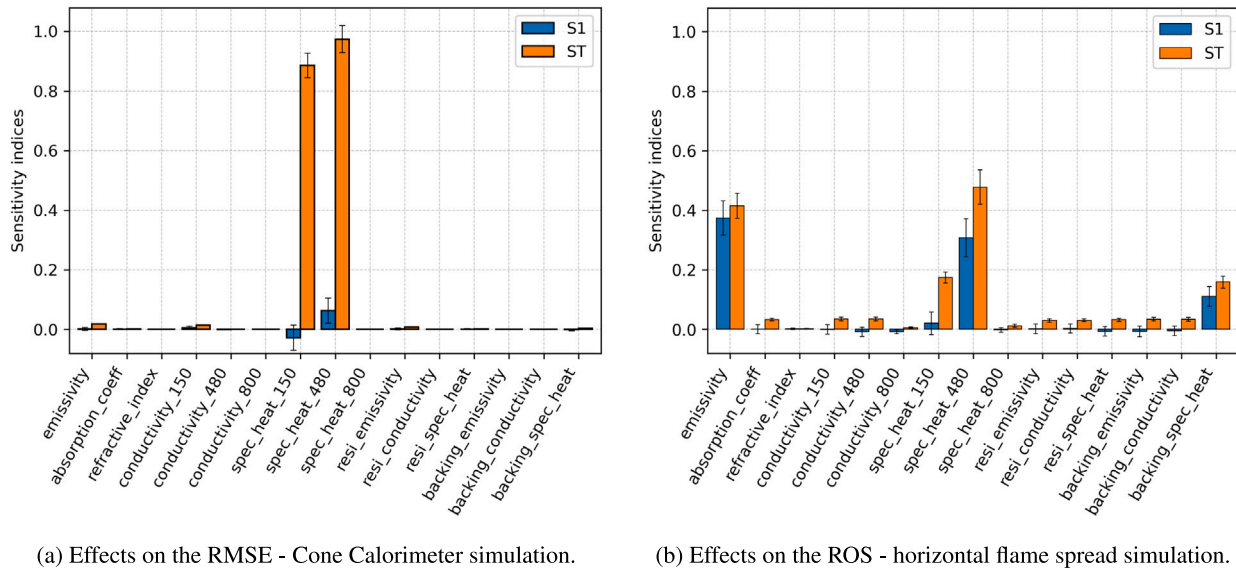 1.0
0.8
0.6
0.4
0.2
0.0
Sensitivity indices
S1
ST
emissivity
absorption_coeff
refractive_index
conductivity_150
conductivity_480
conductivity_800
spec_heat_150
spec_heat_480
spec_heat_800
resi_emissivity
resi_conductivity
resi_spec_heat
backing_emissivity
backing_conductivity
backing_spec_heat
(a) Effects on the RMSE - Cone Calorimeter simulation.
1.0
0.8
0.6
0.4
0.2
0.0
Sensitivity indices
S1
ST
emissivity
absorption_coeff
refractive_index
conductivity_150
conductivity_480
conductivity_800
spec_heat_150
spec_heat_480
spec_heat_800
resi_emissivity
resi_conductivity
resi_spec_heat
backing_emissivity
backing_conductivity
backing_spec_heat
(b) Effects on the ROS - horizontal flame spread simulation.